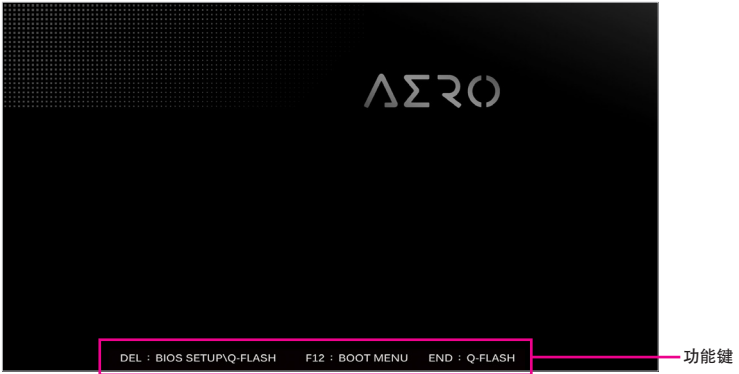 AERO
DEL : BIOS SETUP\Q-FLASH F12 : BOOT MENU END : Q-FLASH
功能键